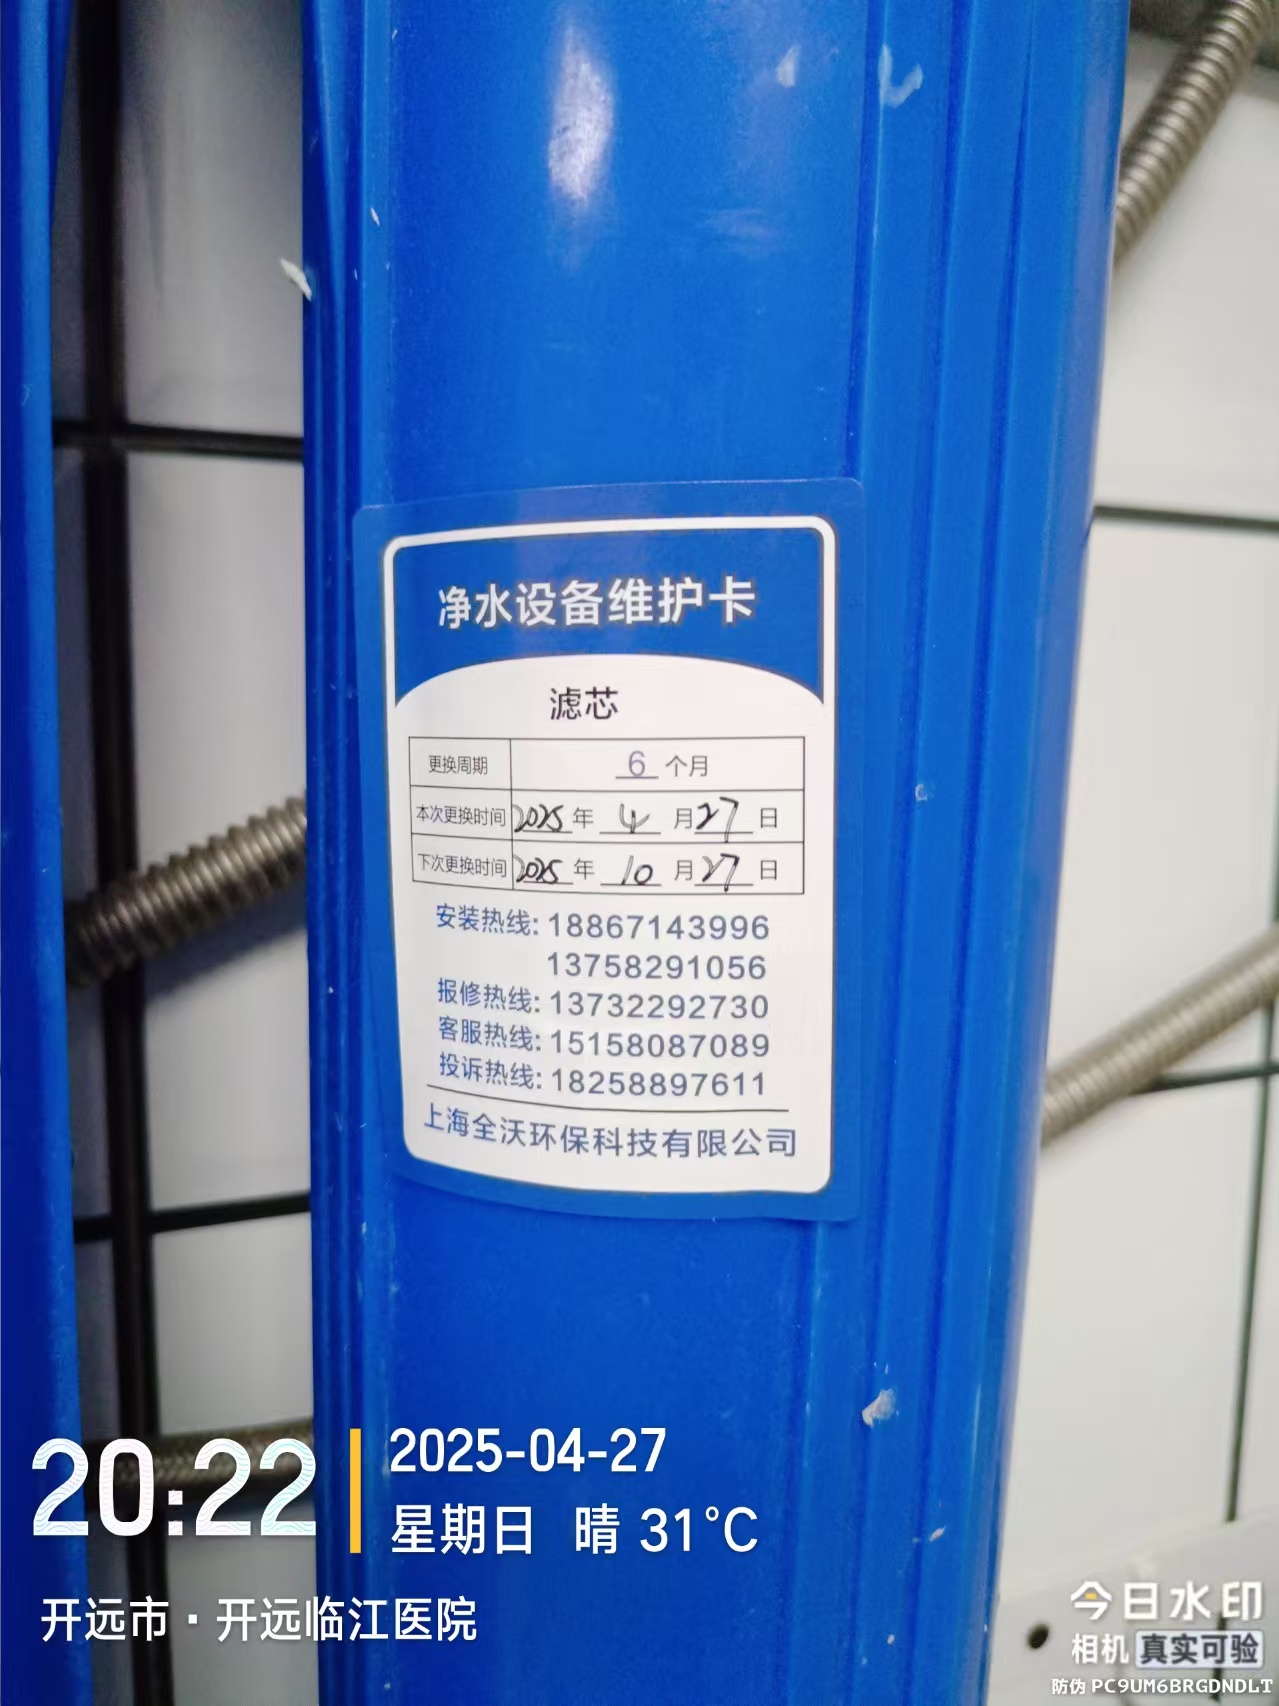 净水设备维护卡
滤芯
更换周期 6 个月
本次更换时间 2025 年 4 月 27 日
下次更换时间 2025 年 10 月 27 日
安装热线: 18867143996
13758291056
报修热线: 13732292730
客服热线: 15158087089
投诉热线: 18258897611
上海全沃环保科技有限公司
20:22
2025-04-27
星期日 晴 31°C
开远市·开远临江医院
今日水印
相机 真实可验
防伪 PC9UM6BRGDNDLT